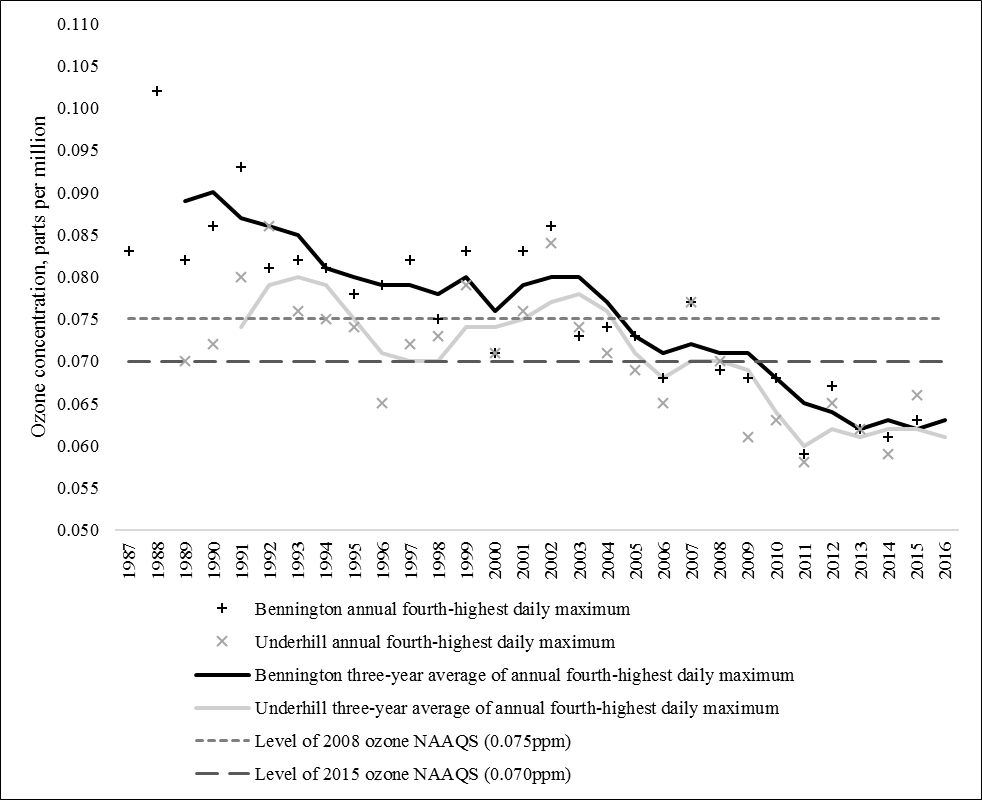 0.110
0.105
0.100
0.095
0.090
0.085
0.080
0.075
0.070
0.065
0.060
0.055
0.050
Ozone concentration, parts per million
1987 1988 1989 1990 1991 1992 1993 1994 1995 1996 1997 1998 1999 2000 2001 2002 2003 2004 2005 2006 2007 2008 2009 2010 2011 2012 2013 2014 2015 2016
Bennington annual fourth-highest daily maximum
Underhill annual fourth-highest daily maximum
Bennington three-year average of annual fourth-highest daily maximum
Underhill three-year average of annual fourth-highest daily maximum
Level of 2008 ozone NAAQS (0.075ppm)
Level of 2015 ozone NAAQS (0.070ppm)